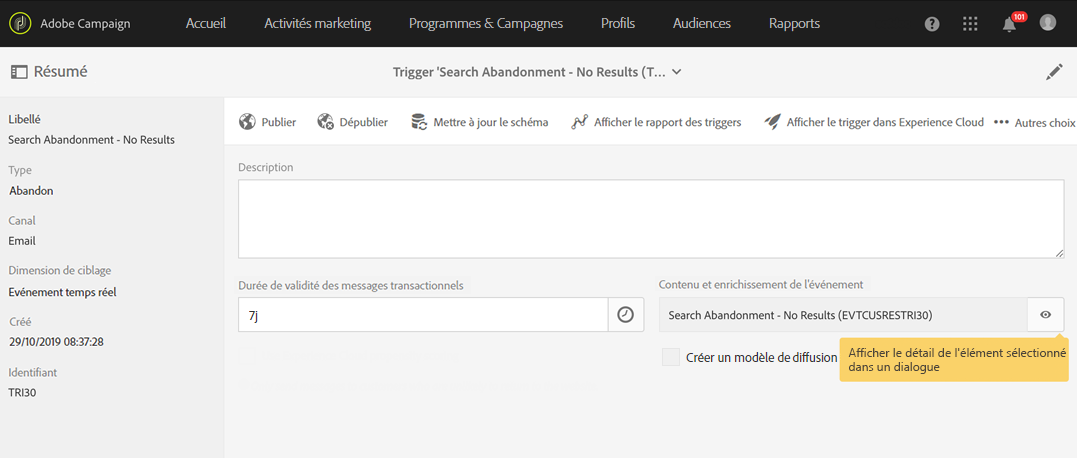 Adobe Campaign Accueil Activités marketing Programmes & Campagnes Profils Audiences Rapports ? 101
Résumé Trigger 'Search Abandonment - No Results (T...
Libellé
Search Abandonment - No Results
Type
Abandon
Canal
Email
Dimension de ciblage
Evénement temps réel
Créé
29/10/2019 08:37:28
Identifiant
TRI30
Publier Dépublier Mettre à jour le schéma Afficher le rapport des triggers Afficher le trigger dans Experience Cloud ••• Autres choix
Description
Durée de validité des messages transactionnels
7j
Contenu et enrichissement de l'événement
Search Abandonment - No Results (EVTCUSRESTRI30)
Créer un modèle de diffusion
Afficher le détail de l'élément sélectionné
dans un dialogue